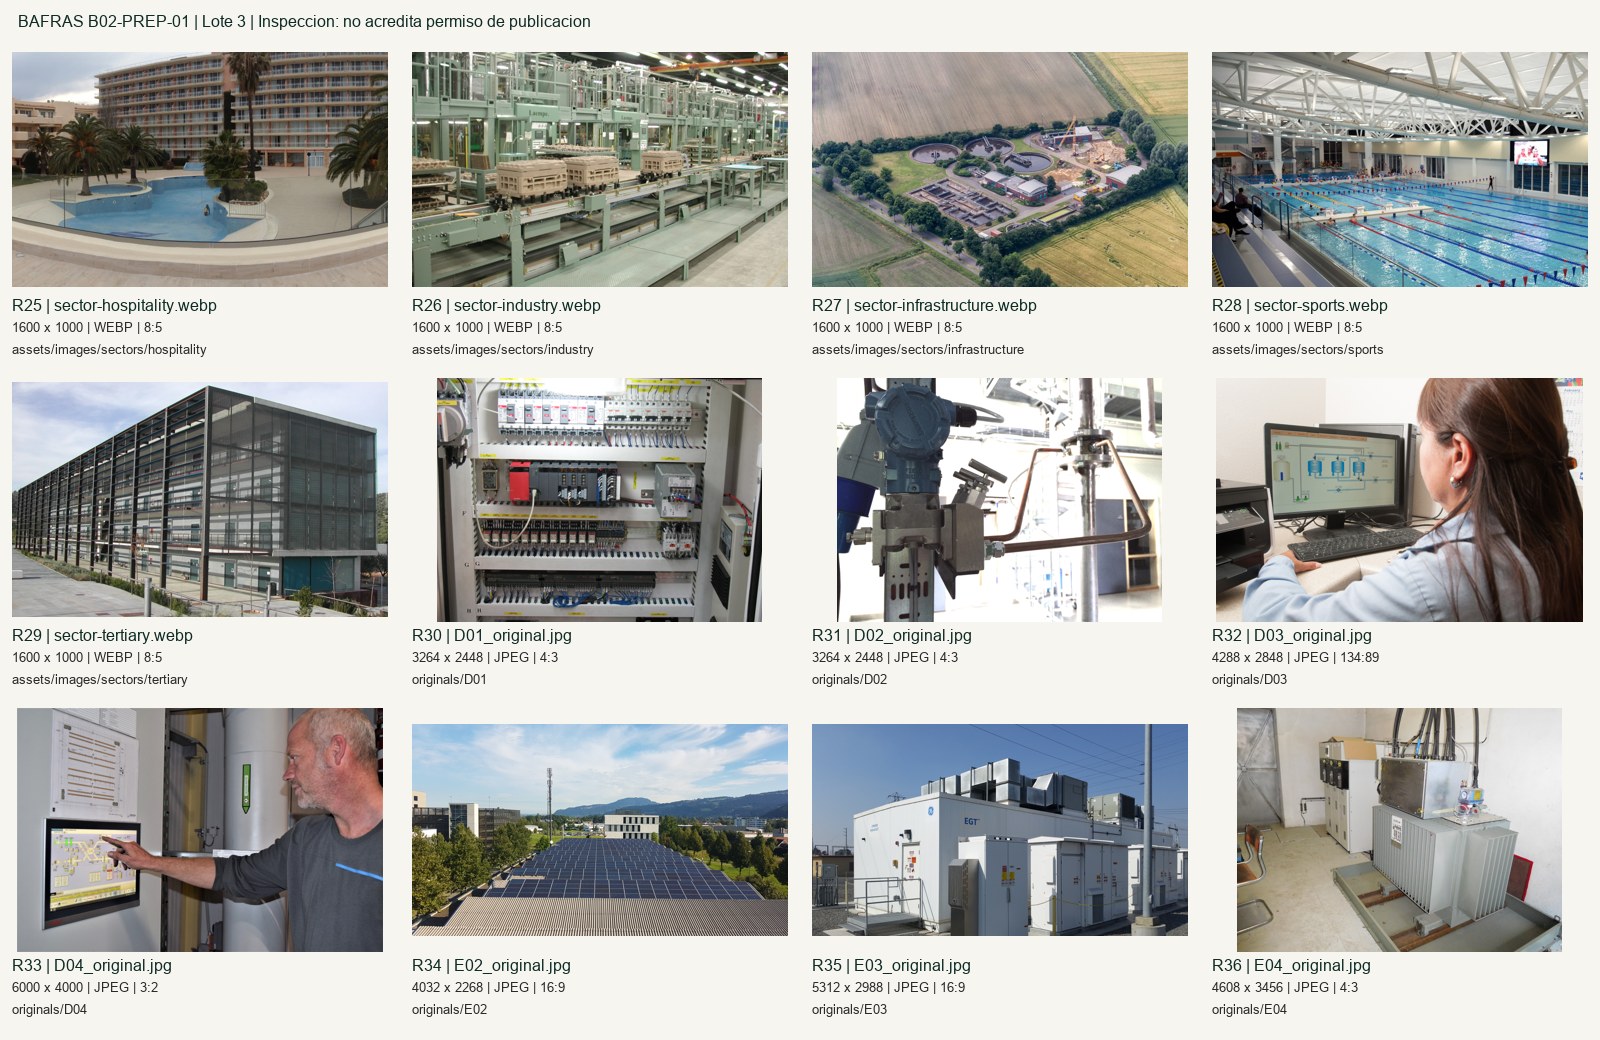 BAFRAS B02-PREP-01 | Lote 3 | Inspeccion: no acredita permiso de publicacion
R25 | sector-hospitality.webp
1600 x 1000 | WEBP | 8:5
assets/images/sectors/hospitality
R26 | sector-industry.webp
1600 x 1000 | WEBP | 8:5
assets/images/sectors/industry
R27 | sector-infrastructure.webp
1600 x 1000 | WEBP | 8:5
assets/images/sectors/infrastructure
R28 | sector-sports.webp
1600 x 1000 | WEBP | 8:5
assets/images/sectors/sports
R29 | sector-tertiary.webp
1600 x 1000 | WEBP | 8:5
assets/images/sectors/tertiary
R30 | D01_original.jpg
3264 x 2448 | JPEG | 4:3
originals/D01
R31 | D02_original.jpg
3264 x 2448 | JPEG | 4:3
originals/D02
R32 | D03_original.jpg
4288 x 2848 | JPEG | 134:89
originals/D03
EGT
R33 | D04_original.jpg
6000 x 4000 | JPEG | 3:2
originals/D04
R34 | E02_original.jpg
4032 x 2268 | JPEG | 16:9
originals/E02
R35 | E03_original.jpg
5312 x 2988 | JPEG | 16:9
originals/E03
R36 | E04_original.jpg
4608 x 3456 | JPEG | 4:3
originals/E04